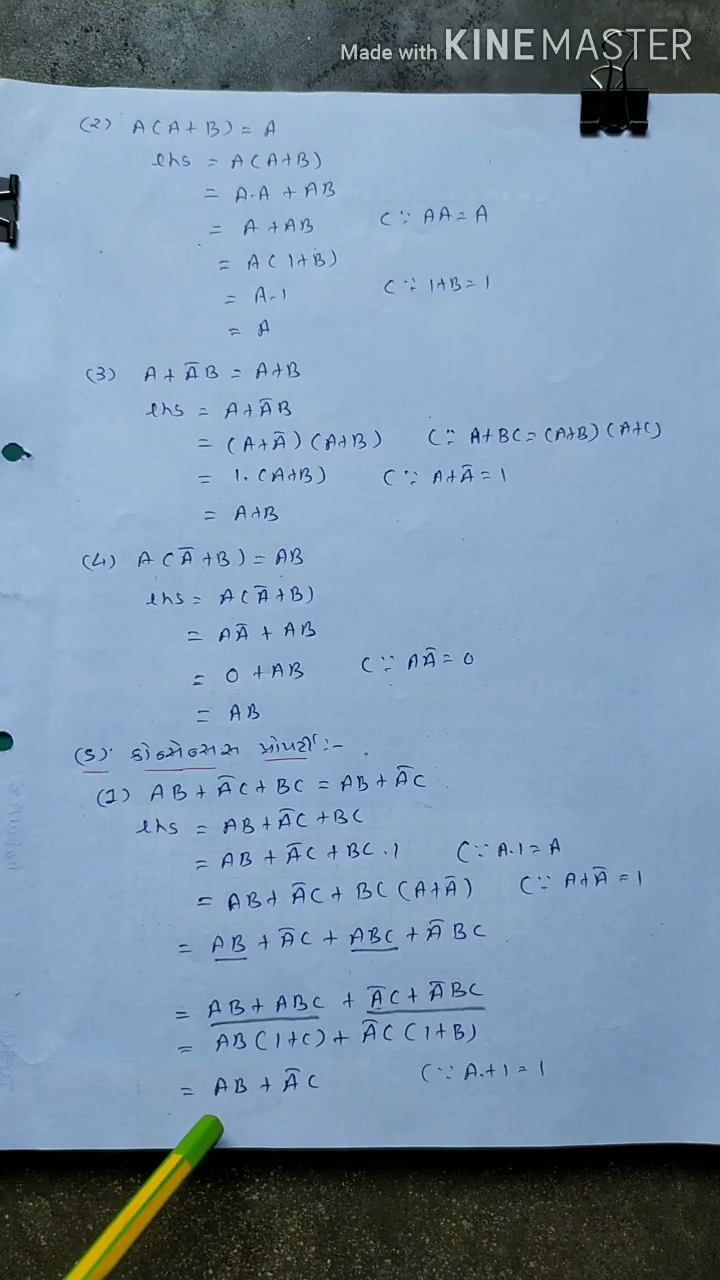 Made with KINEMASTER
(2) A(A+B) = A
lhs = A(A+B)
= A.A + AB
= A + AB (∵ AA = A
= A(1+B)
= A.1 (∵ 1+B = 1
= A
(3) A + ĀB = A+B
lhs = A+ĀB
= (A+Ā)(A+B) (∵ A+BC = (A+B)(A+C)
= 1.(A+B) (∵ A+Ā = 1
= A+B
(4) A(Ā+B) = AB
lhs = A(Ā+B)
= AĀ + AB
= 0 + AB (∵ AĀ = 0
= AB
(5) કોન્સેન્સસ પ્રોપર્ટી :-
(1) AB + ĀC + BC = AB + ĀC
lhs = AB + ĀC + BC
= AB + ĀC + BC.1 (∵ A.1 = A
= AB + ĀC + BC(A+Ā) (∵ A+Ā = 1
= AB + ĀC + ABC + ĀBC
= AB + ABC + ĀC + ĀBC
= AB(1+C) + ĀC(1+B)
= AB + ĀC (∵ A+1 = 1